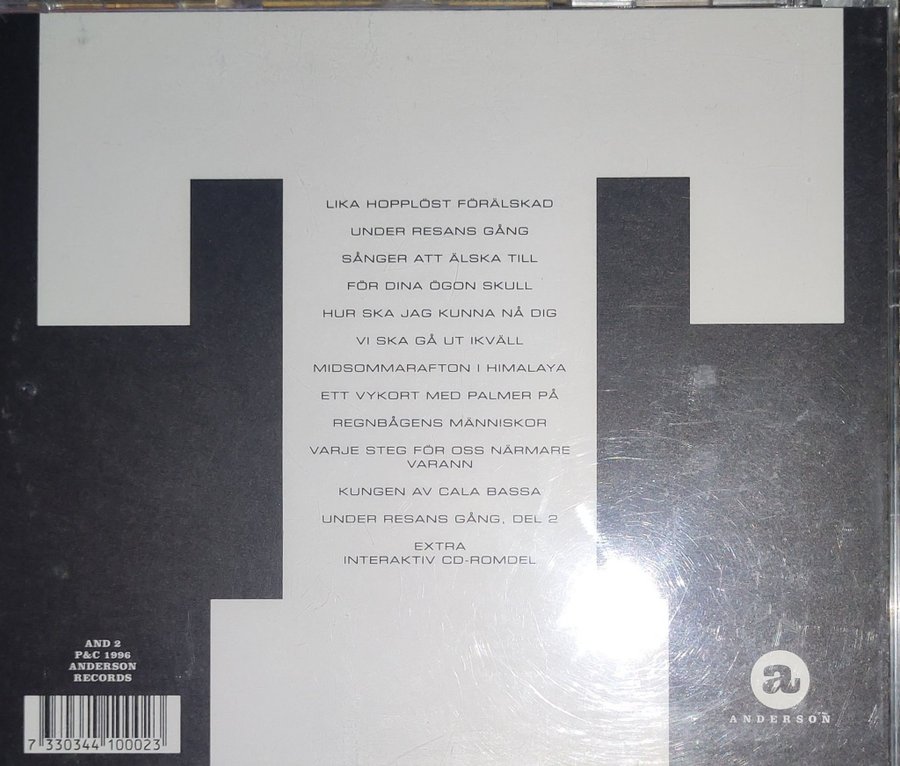 LIKA HOPPLÖST FÖRÄLSKAD
UNDER RESANS GÅNG
SÅNGER ATT ÄLSKA TILL
FÖR DINA ÖGON SKULL
HUR SKA JAG KUNNA NÅ DIG
VI SKA GÅ UT IKVÄLL
MIDSOMMARAFTON I HIMALAYA
ETT VYKORT MED PALMER PÅ
REGNBÅGENS MÄNNISKOR
VARJE STEG FÖR OSS NÄRMARE
VARANN
KUNGEN AV CALA BASSA
UNDER RESANS GÅNG, DEL 2
EXTRA
INTERAKTIV CD-ROMDEL
AND 2
P&C 1996
ANDERSON
RECORDS
7 330344 100023
a
ANDERSON™